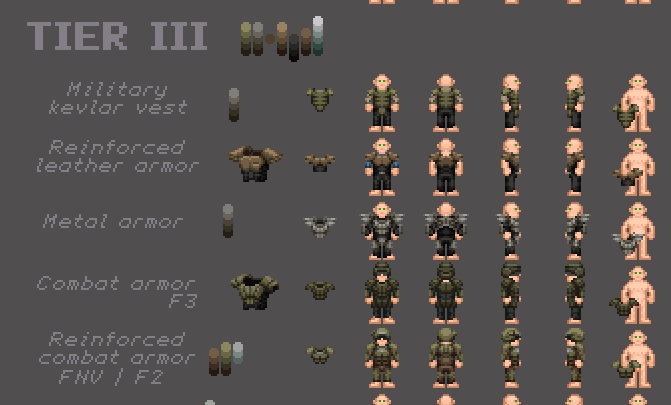 TIER III
Military
kevlar vest
Reinforced
leather armor
Metal armor
Combat armor
F3
Reinforced
combat armor
FNV / F2